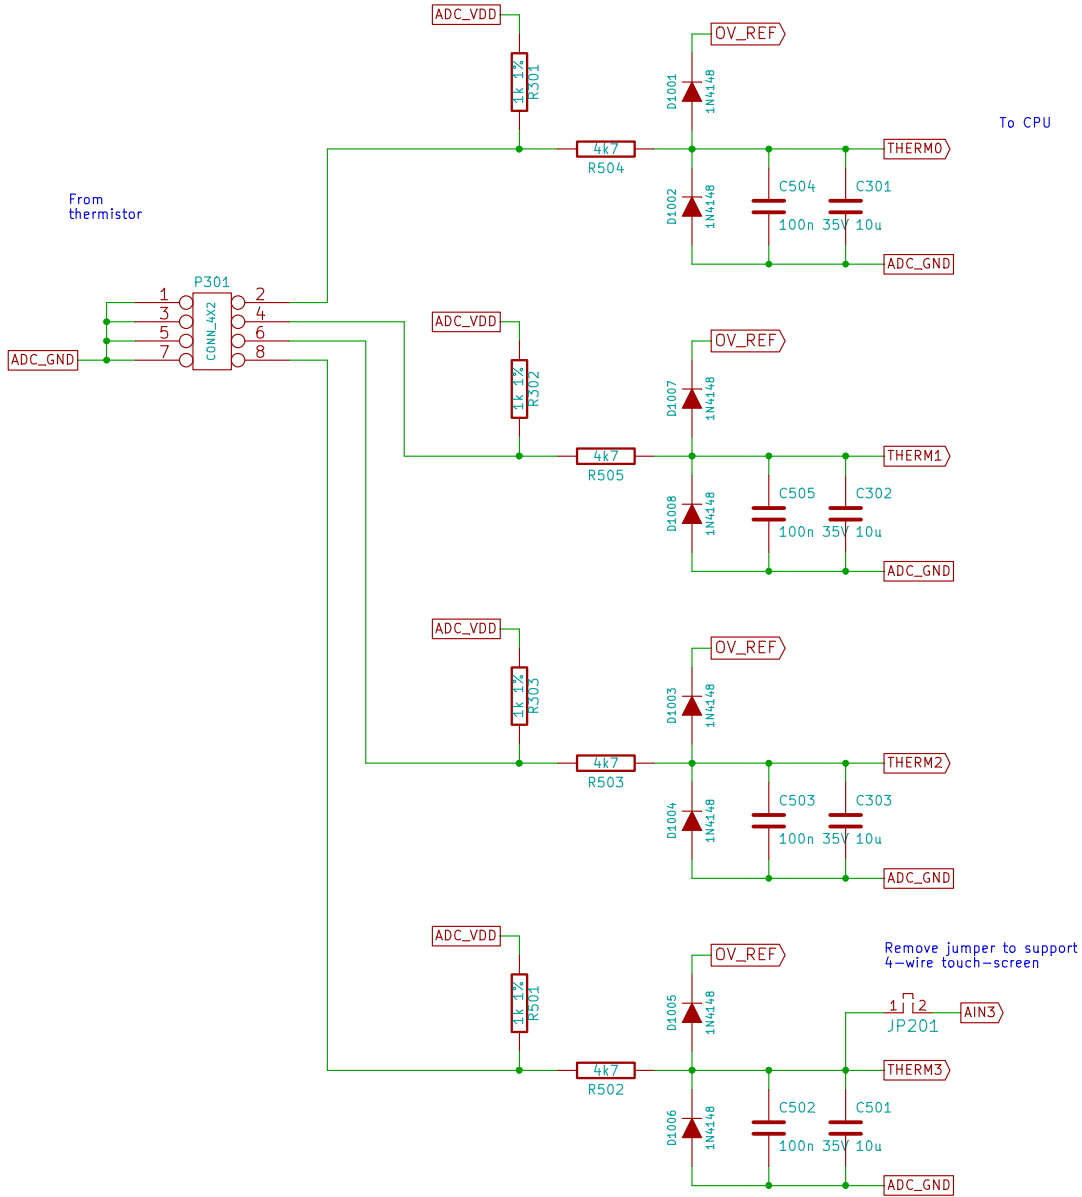 ADC_VDD
OV_REF
1k 1%
R301
D1001
1N4148
To CPU
4k7
R504
THERM0
From
thermistor
D1002
1N4148
C504
100n 35V
C301
10u
ADC_GND
P301
CONN_4X2
1
2
3
4
5
6
7
8
ADC_GND
ADC_VDD
OV_REF
1k 1%
R302
D1007
1N4148
4k7
R505
THERM1
D1008
1N4148
C505
100n 35V
C302
10u
ADC_GND
ADC_VDD
OV_REF
1k 1%
R303
D1003
1N4148
4k7
R503
THERM2
D1004
1N4148
C503
100n 35V
C303
10u
ADC_GND
ADC_VDD
OV_REF
Remove jumper to support
4-wire touch-screen
1k 1%
R501
D1005
1N4148
1
2
JP201
AIN3
4k7
R502
THERM3
D1006
1N4148
C502
100n 35V
C501
10u
ADC_GND